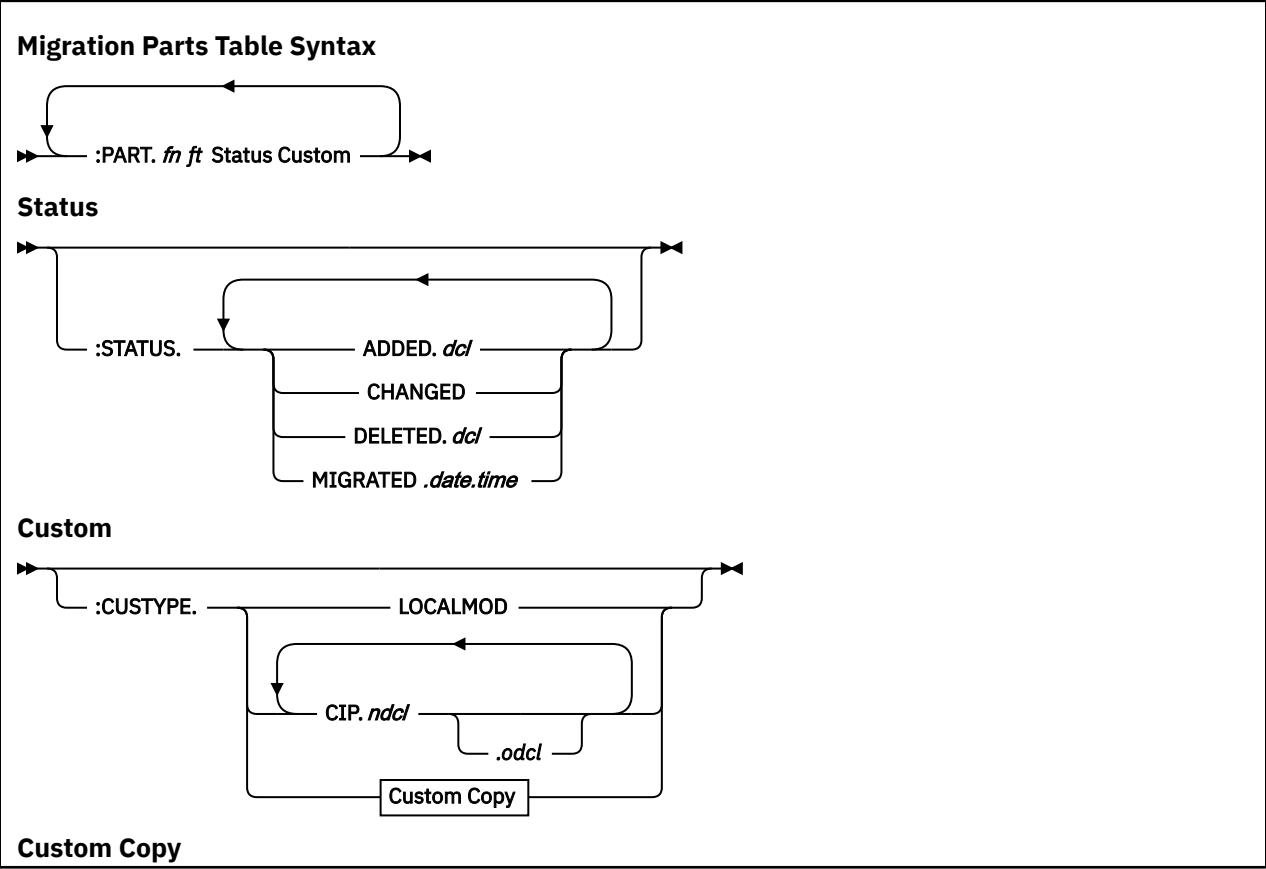 Migration Parts Table Syntax
:PART. fn ft Status Custom
Status
:STATUS. ADDED. dcl
CHANGED
DELETED. dcl
MIGRATED .date.time
Custom
:CUSTYPE. LOCALMOD
CIP. ndcl
.odcl
Custom Copy
Custom Copy